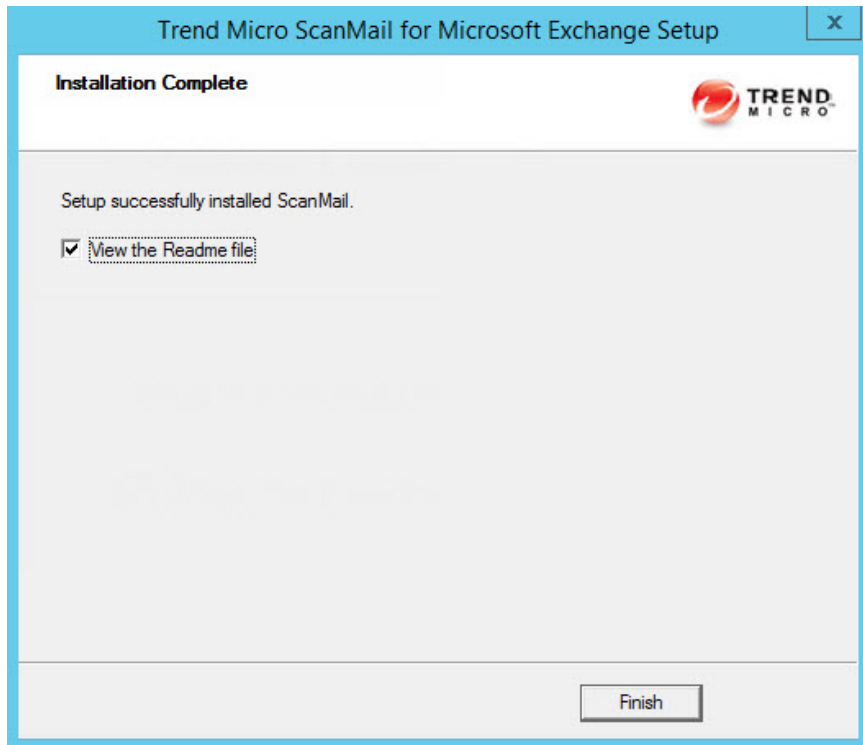 Trend Micro ScanMail for Microsoft Exchange Setup
x
Installation Complete
TREND
MICRO
Setup successfully installed ScanMail.
View the Readme file
Finish